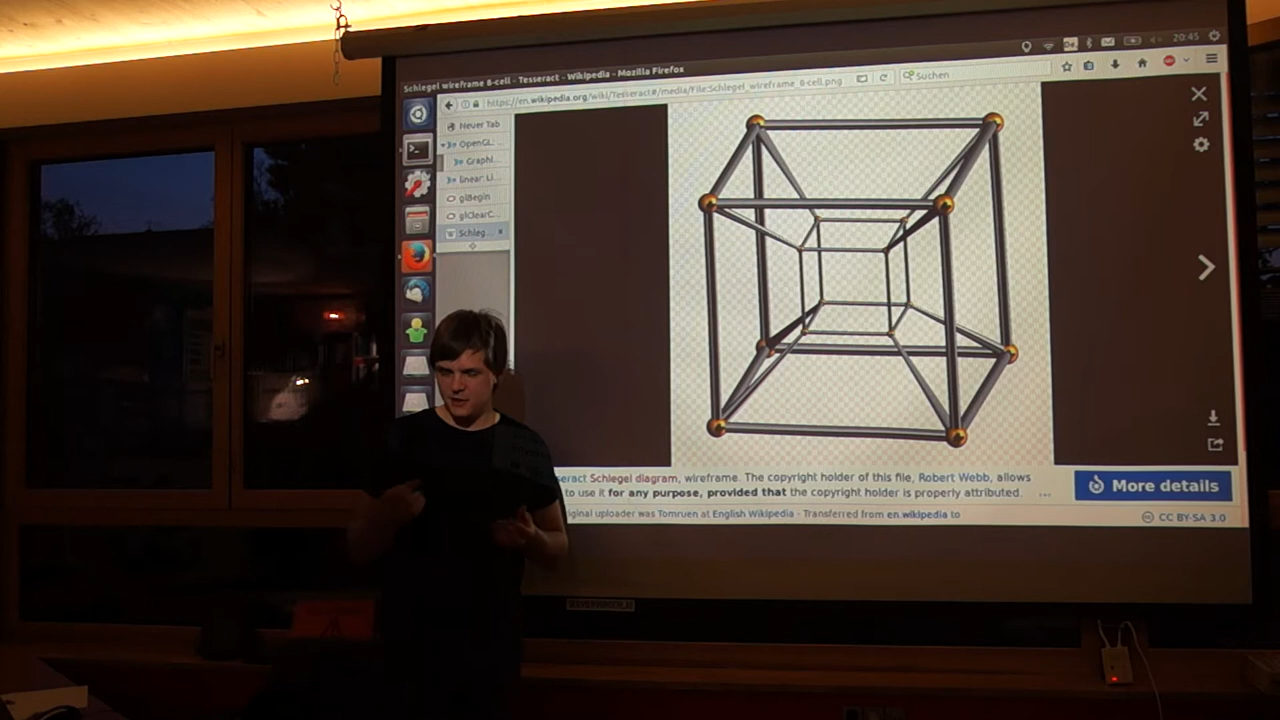 Schlegel wireframe 8-cell - Tesseract - Wikipedia - Mozilla Firefox
De
20:45
https://en.wikipedia.org/wiki/Tesseract#/media/File:Schlegel_wireframe_8-cell.png
Suchen
Neuer Tab
OpenGL:
Graphi...
linear: Li...
glBegin
glClearC...
Schleg...
seract Schlegel diagram, wireframe. The copyright holder of this file, Robert Webb, allows
to use it for any purpose, provided that the copyright holder is properly attributed. ...
More details
iginal uploader was Tomruen at English Wikipedia - Transferred from en.wikipedia to
CC BY-SA 3.0